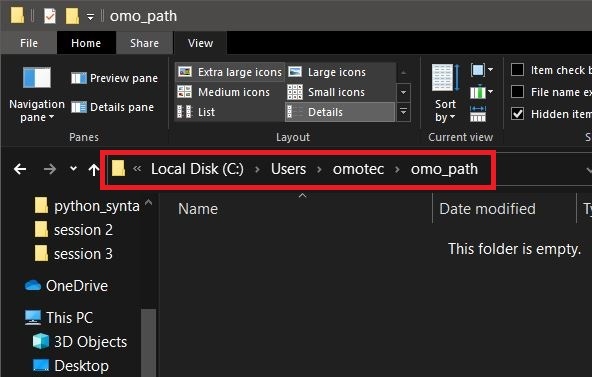 omo_path
File Home Share View
Navigation pane
Preview pane
Details pane
Panes
Extra large icons Large icons
Medium icons Small icons
List Details
Layout
Sort by
Current view
Item check b
File name ex
Hidden item
« Local Disk (C:) › Users › omotec › omo_path
python_synta
session 2
session 3
OneDrive
This PC
3D Objects
Desktop
Name Date modified
This folder is empty.